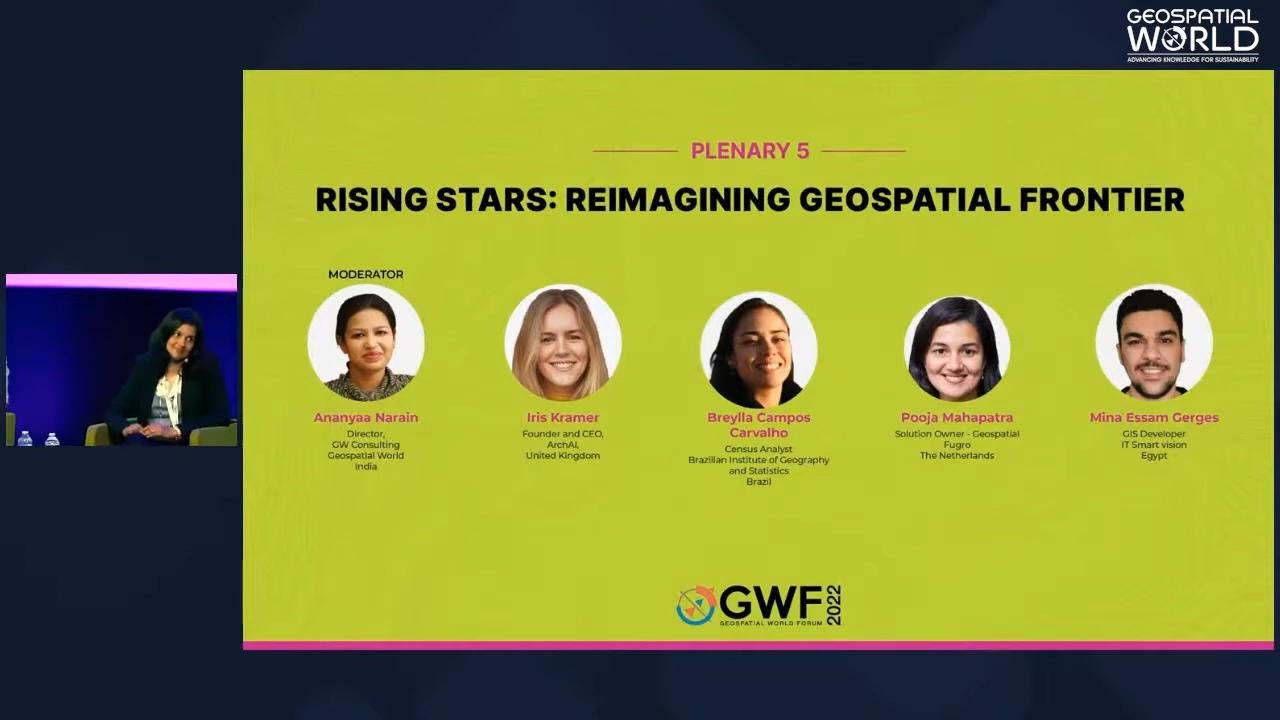 GEOSPATIAL
WORLD
ADVANCING KNOWLEDGE FOR SUSTAINABILITY
PLENARY 5
RISING STARS: REIMAGINING GEOSPATIAL FRONTIER
MODERATOR
Ananyaa Narain
Director,
GW Consulting
Geospatial World
India
Iris Kramer
Founder and CEO,
ArchAI,
United Kingdom
Breylla Campos
Carvalho
Census Analyst
Brazilian Institute of Geography
and Statistics
Brazil
Pooja Mahapatra
Solution Owner - Geospatial
Fugro
The Netherlands
Mina Essam Gerges
GIS Developer
IT Smart vision
Egypt
GWF 2022
GEOSPATIAL WORLD FORUM